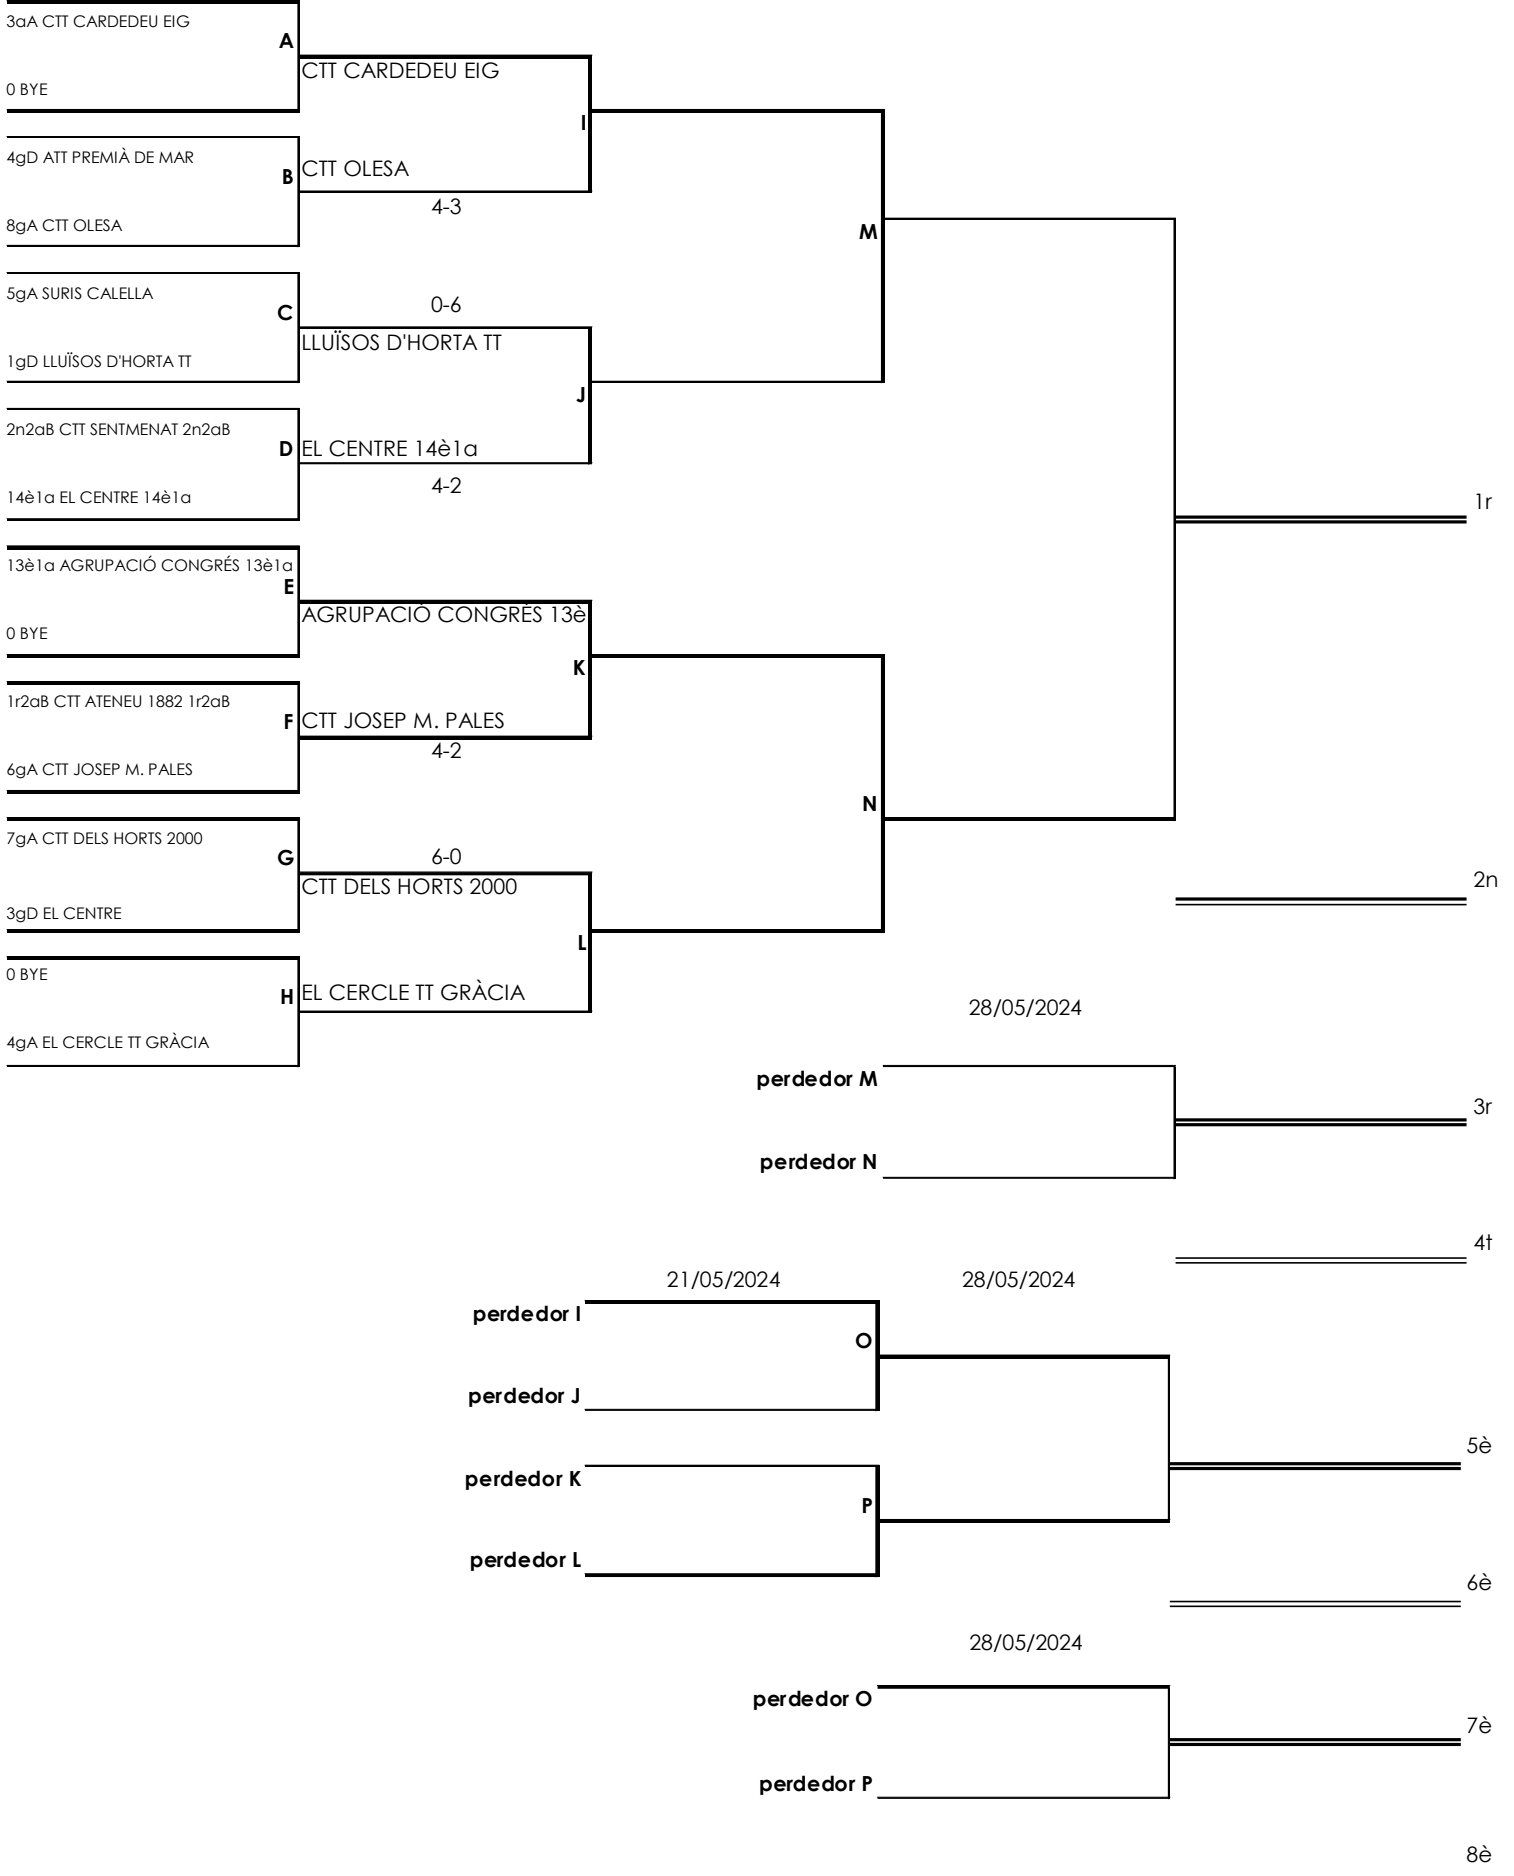 3aA CTT CARDEDEU EIG
A
CTT CARDEDEU EIG
0 BYE
I
4gD ATT PREMIÀ DE MAR
B
CTT OLESA
4-3
8gA CTT OLESA
M
5gA SURIS CALELLA
C
0-6
LLUÏSOS D'HORTA TT
1gD LLUÏSOS D'HORTA TT
J
2n2aB CTT SENTMENAT 2n2aB
D
EL CENTRE 14è1a
4-2
14è1a EL CENTRE 14è1a
1r
13è1a AGRUPACIÓ CONGRÉS 13è1a
E
AGRUPACIÓ CONGRÉS 13è
0 BYE
K
1r2aB CTT ATENEU 1882 1r2aB
F
CTT JOSEP M. PALES
4-2
6gA CTT JOSEP M. PALES
N
7gA CTT DELS HORTS 2000
G
6-0
CTT DELS HORTS 2000
2n
3gD EL CENTRE
L
0 BYE
H
EL CERCLE TT GRÀCIA
28/05/2024
4gA EL CERCLE TT GRÀCIA
perdedor M
3r
perdedor N
4t
21/05/2024
28/05/2024
perdedor I
O
perdedor J
5è
perdedor K
P
perdedor L
6è
28/05/2024
perdedor O
7è
perdedor P
8è